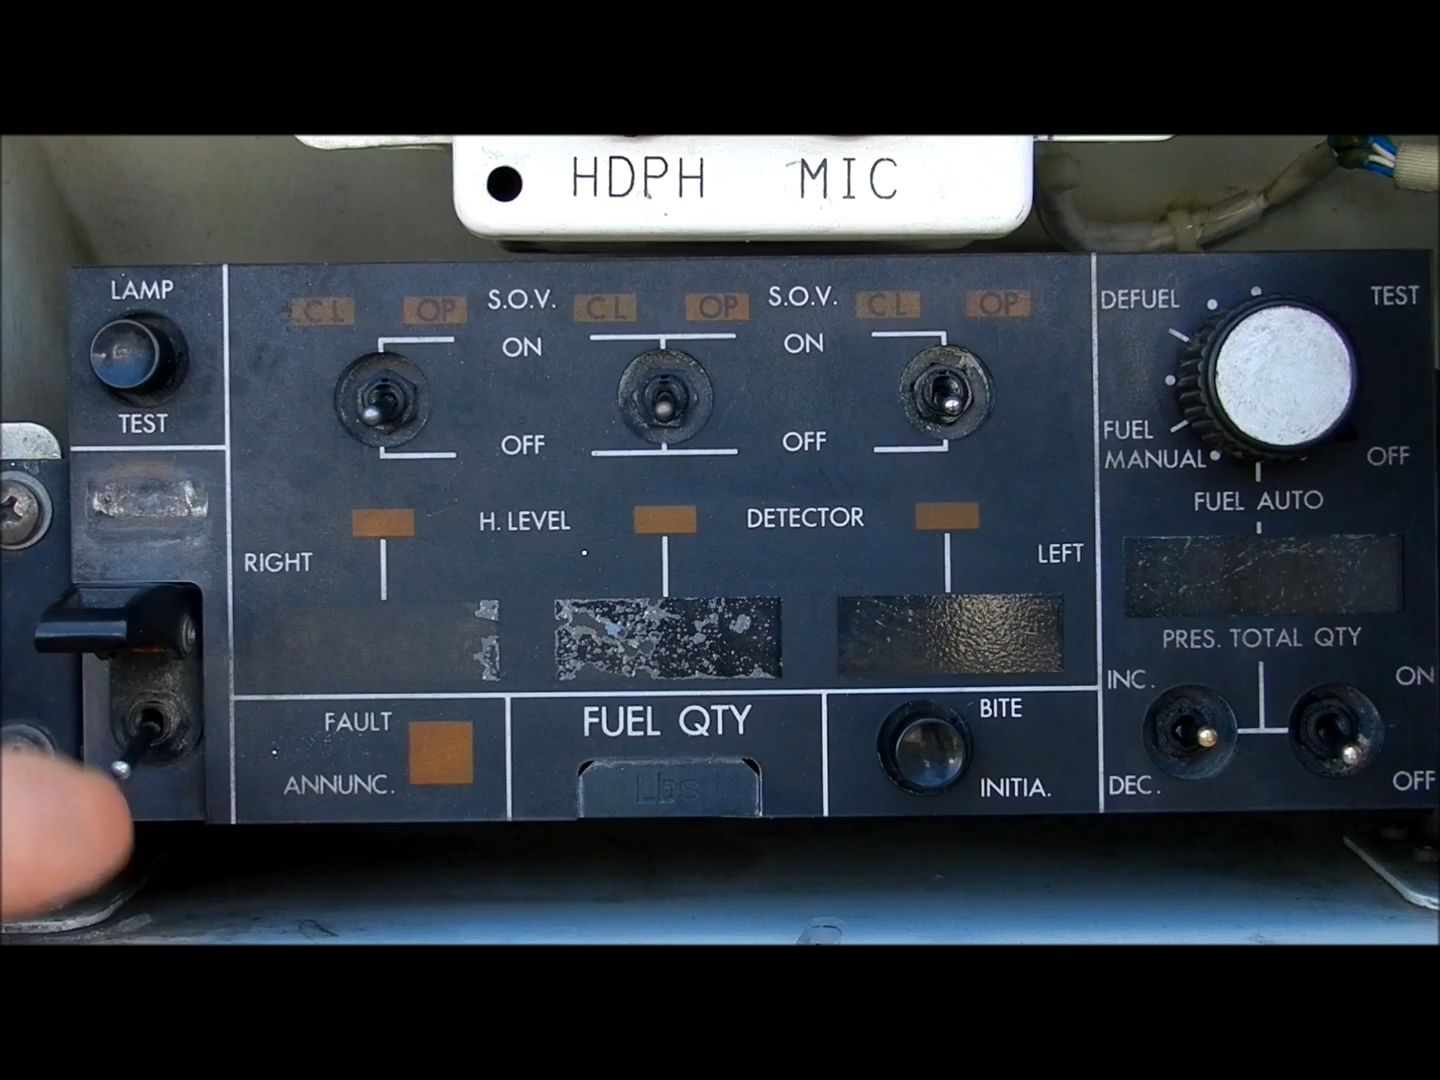 HDPH MIC
LAMP
TEST
CL OP S.O.V. CL OP S.O.V. CL OP
ON ON
OFF OFF
H. LEVEL DETECTOR
RIGHT LEFT
FAULT
ANNUNC.
FUEL QTY
Lbs
BITE
INITIA.
DEFUEL TEST
FUEL
MANUAL OFF
FUEL AUTO
PRES. TOTAL QTY
INC. ON
DEC. OFF